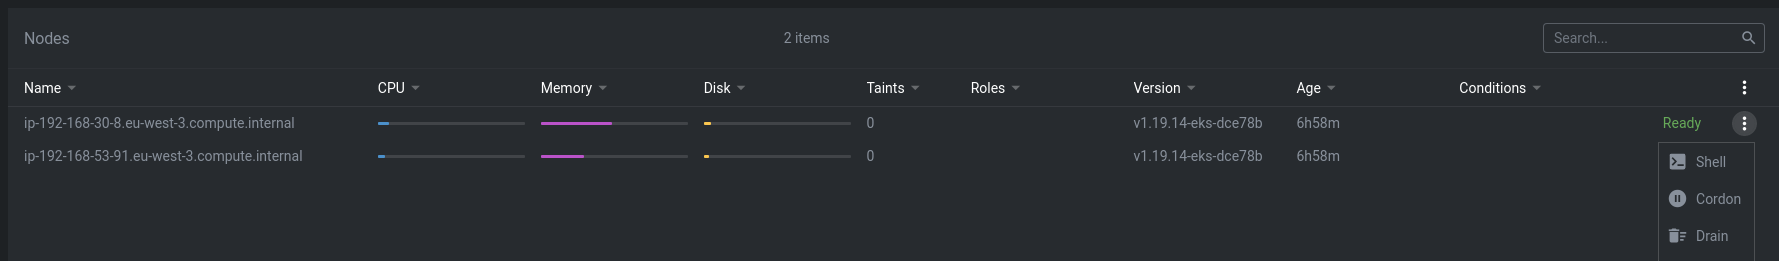 Nodes 2 items Search...
Name CPU Memory Disk Taints Roles Version Age Conditions
ip-192-168-30-8.eu-west-3.compute.internal 0 v1.19.14-eks-dce78b 6h58m Ready
ip-192-168-53-91.eu-west-3.compute.internal 0 v1.19.14-eks-dce78b 6h58m
Shell
Cordon
Drain